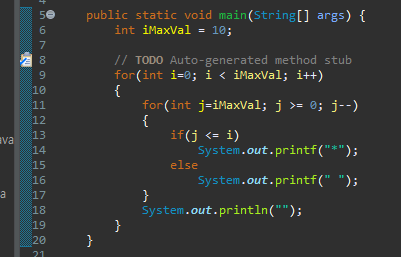 4
5 public static void main(String[] args) {
6 int iMaxVal = 10;
7
8 // TODO Auto-generated method stub
9 for(int i=0; i < iMaxVal; i++)
10 {
11 for(int j=iMaxVal; j >= 0; j--)
12 {
13 if(j <= i)
14 System.out.printf("*");
15 else
16 System.out.printf(" ");
17 }
18 System.out.println("");
19 }
20 }
21
ava
a